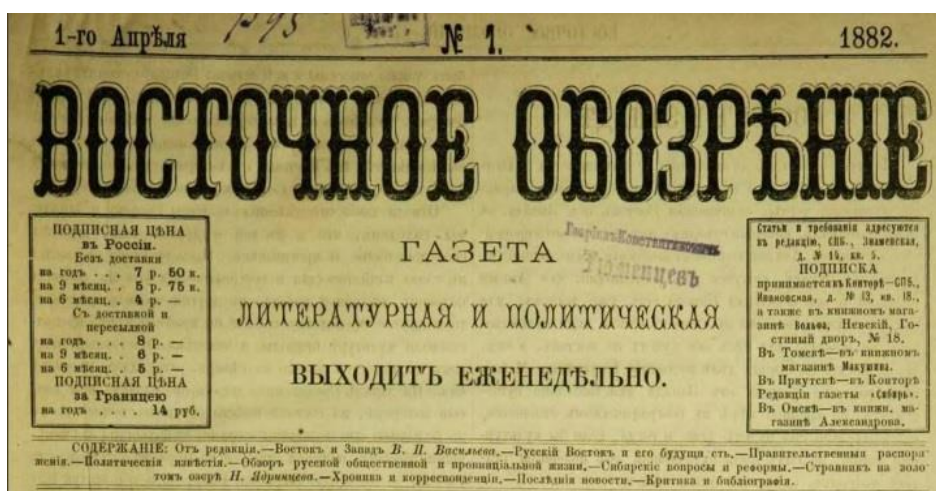 1-го Апрѣля
№ 1.
1882.
ВОСТОЧНОЕ ОБОЗРѢНІЕ
ПОДПИСНАЯ ЦѢНА
въ Россіи.
Безъ доставки
на годъ . . . 7 р. 50 к.
на 9 мѣсяц. . 5 р. 75 к.
на 6 мѣсяц. . 4 р. —
Съ доставкой и
пересылкой
на годъ . . . 8 р. —
на 9 мѣсяц. . 6 р. —
на 6 мѣсяц. . 5 р. —
ПОДПИСНАЯ ЦѢНА
за Границею
на годъ . . . . 14 руб.
ГАЗЕТА
ЛИТЕРАТУРНАЯ И ПОЛИТИЧЕСКАЯ
ВЫХОДИТЪ ЕЖЕНЕДѢЛЬНО.
Статьи и требованія адресуются
въ редакцію, СПБ., Знаменская,
д. № 14, кв. 5.
ПОДПИСКА
принимается въ Конторѣ—СПБ.,
Ивановская, д. № 13, кв. 18.,
а также въ книжномъ мага-
зинѣ Вольфа, Невскій, Го-
стиный дворъ, № 18.
Въ Томскѣ—въ книжномъ
магазинѣ Макушина.
Въ Иркутскѣ—въ Конторѣ
Редакціи газеты «Сибирь».
Въ Омскѣ—въ книжн. ма-
газинѣ Александрова.
СОДЕРЖАНІЕ: Отъ редакціи.—Востокъ и Западъ В. П. Васильева.—Русскій Востокъ и его будущ сть.—Правительственныя распоря
женія.—Политическія извѣстія.—Обзоръ русской общественной и провинціальной жизни.—Сибирскіе вопросы и реформы.—Странникъ на золо
томъ озерѣ Н. Ядринцева.—Хроника и корреспонденціи.—Послѣднія новости.—Критика и библіографія.